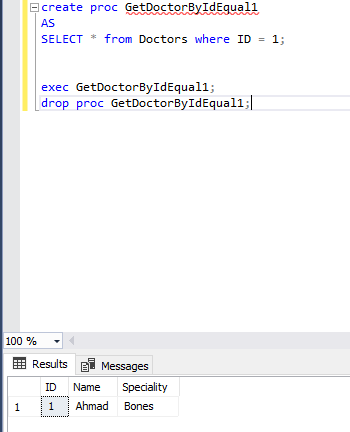 create proc GetDoctorByIdEqual1
AS
SELECT * from Doctors where ID = 1;
exec GetDoctorByIdEqual1;
drop proc GetDoctorByIdEqual1;
100 %
Results Messages
ID Name Speciality
1 1 Ahmad Bones